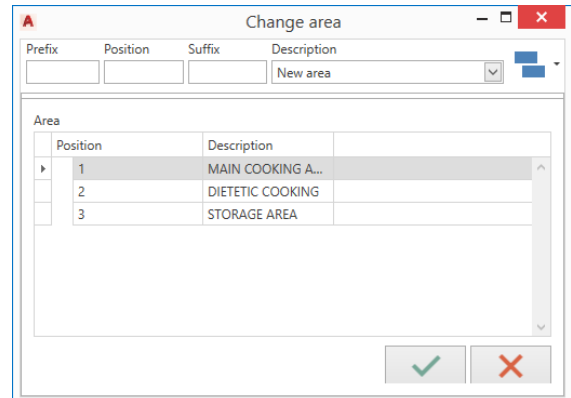 A Change area
Prefix Position Suffix Description
New area
Area
Position Description
1 MAIN COOKING A...
2 DIETETIC COOKING
3 STORAGE AREA